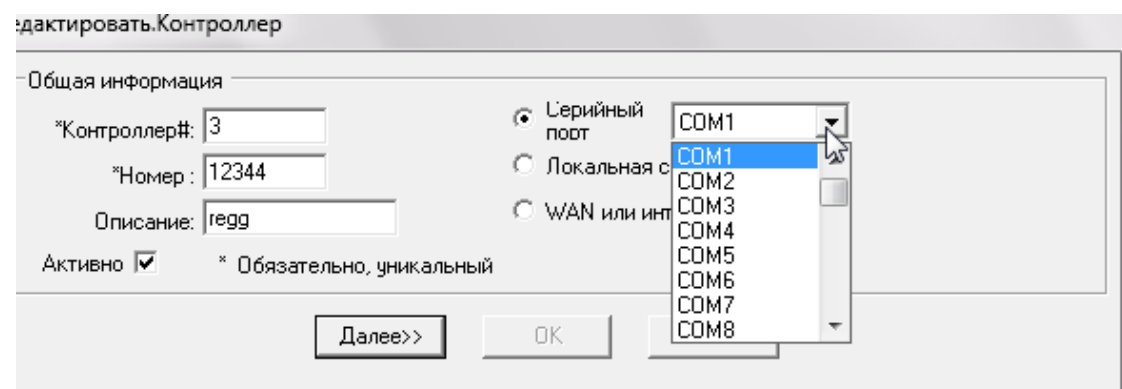 едактировать.Контроллер
Общая информация
*Контроллер#: 3
*Номер : 12344
Описание: regg
Активно
* Обязательно, уникальный
Серийный
порт
COM1
Локальная с
WAN или инт
COM1
COM2
COM3
COM4
COM5
COM6
COM7
COM8
Далее>>
OK